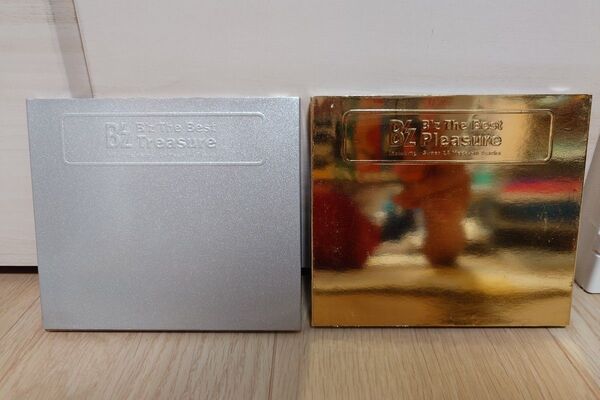 B'z The Best
B'z Treasure
B'z The Best
B'z Pleasure